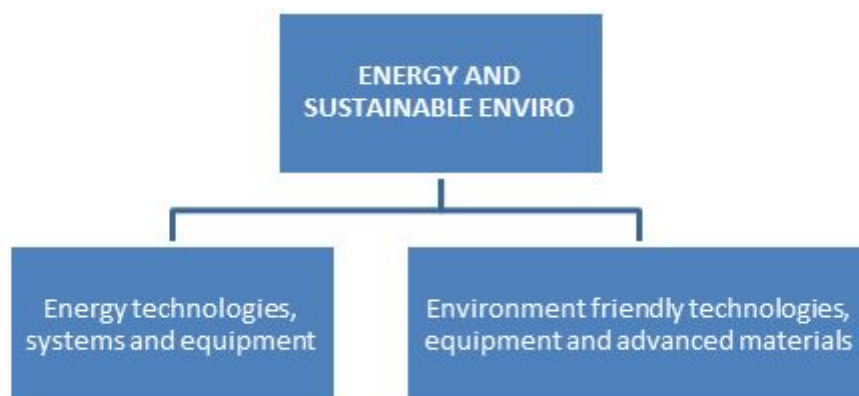 ENERGY AND
SUSTAINABLE ENVIRO
Energy technologies,
systems and equipment
Environment friendly technologies,
equipment and advanced materials